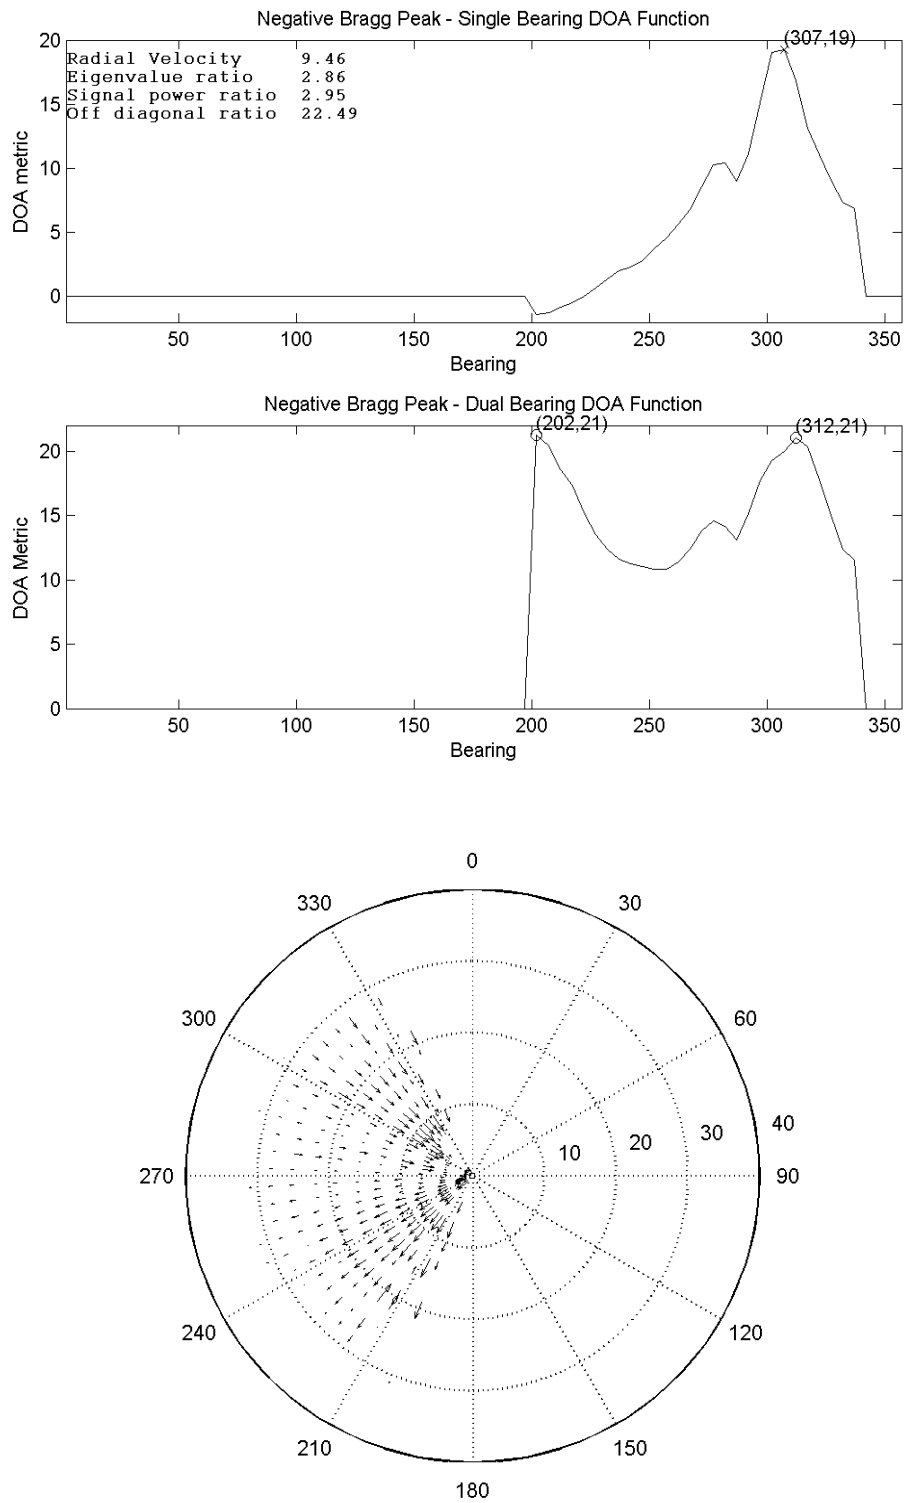 Negative Bragg Peak - Single Bearing DOA Function
(307,19)
Radial Velocity 9.46
Eigenvalue ratio 2.86
Signal power ratio 2.95
Off diagonal ratio 22.49
20
15
10
5
0
DOA metric
50 100 150 200 250 300 350
Bearing
Negative Bragg Peak - Dual Bearing DOA Function
(202,21) (312,21)
20
15
10
5
0
DOA Metric
50 100 150 200 250 300 350
Bearing
0
330 30
300 60
10 20 30 40
270 90
240 120
210 150
180